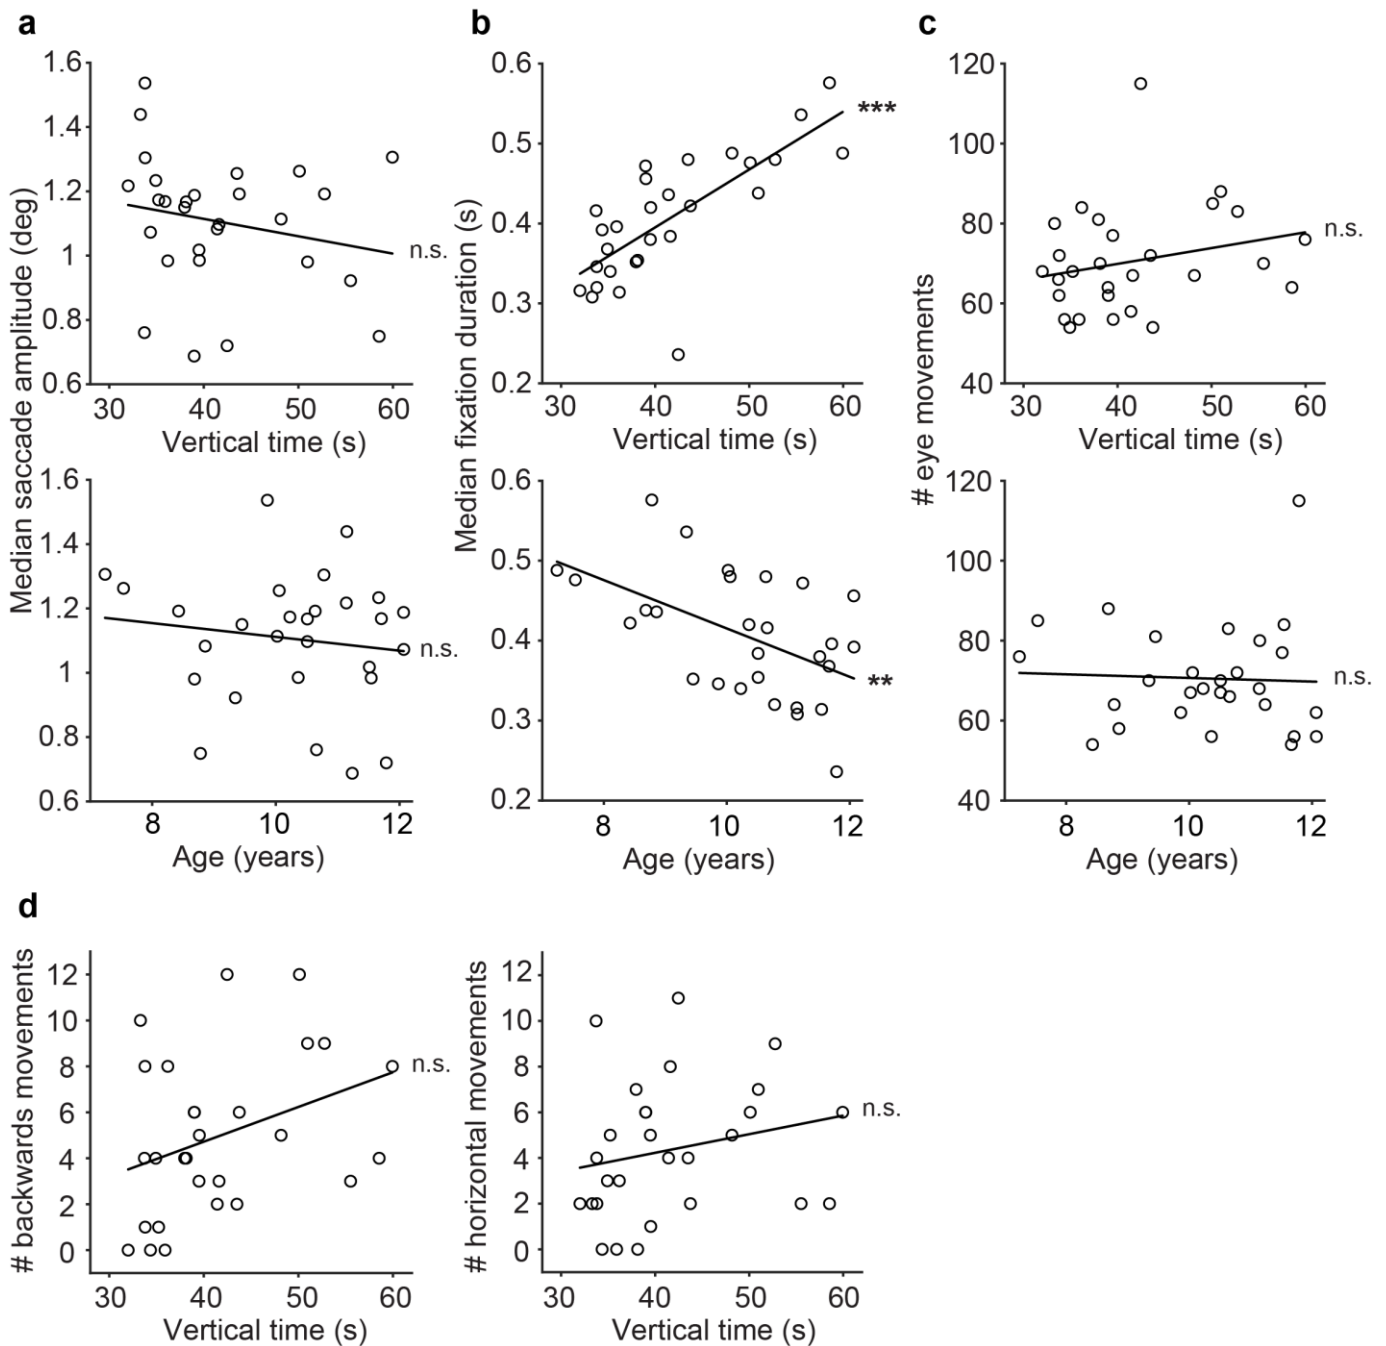 a
Median saccade amplitude (deg)
1.6
1.4
1.2
1
0.8
0.6
30 40 50 60
Vertical time (s)
n.s.
1.6
1.4
1.2
1
0.8
0.6
8 10 12
Age (years)
n.s.
b
Median fixation duration (s)
0.6
0.5
0.4
0.3
0.2
30 40 50 60
Vertical time (s)
***
0.6
0.5
0.4
0.3
0.2
8 10 12
Age (years)
**
c
# eye movements
120
100
80
60
40
30 40 50 60
Vertical time (s)
n.s.
120
100
80
60
40
8 10 12
Age (years)
n.s.
d
# backwards movements
12
10
8
6
4
2
0
30 40 50 60
Vertical time (s)
n.s.
# horizontal movements
12
10
8
6
4
2
0
30 40 50 60
Vertical time (s)
n.s.